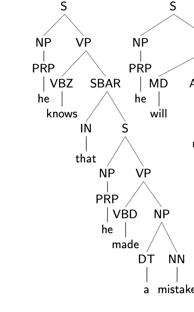 S S
NP VP NP
PRP VBZ SBAR PRP MD
he knows IN S he will
that NP VP
PRP VBD NP
he made DT NN
a mistake